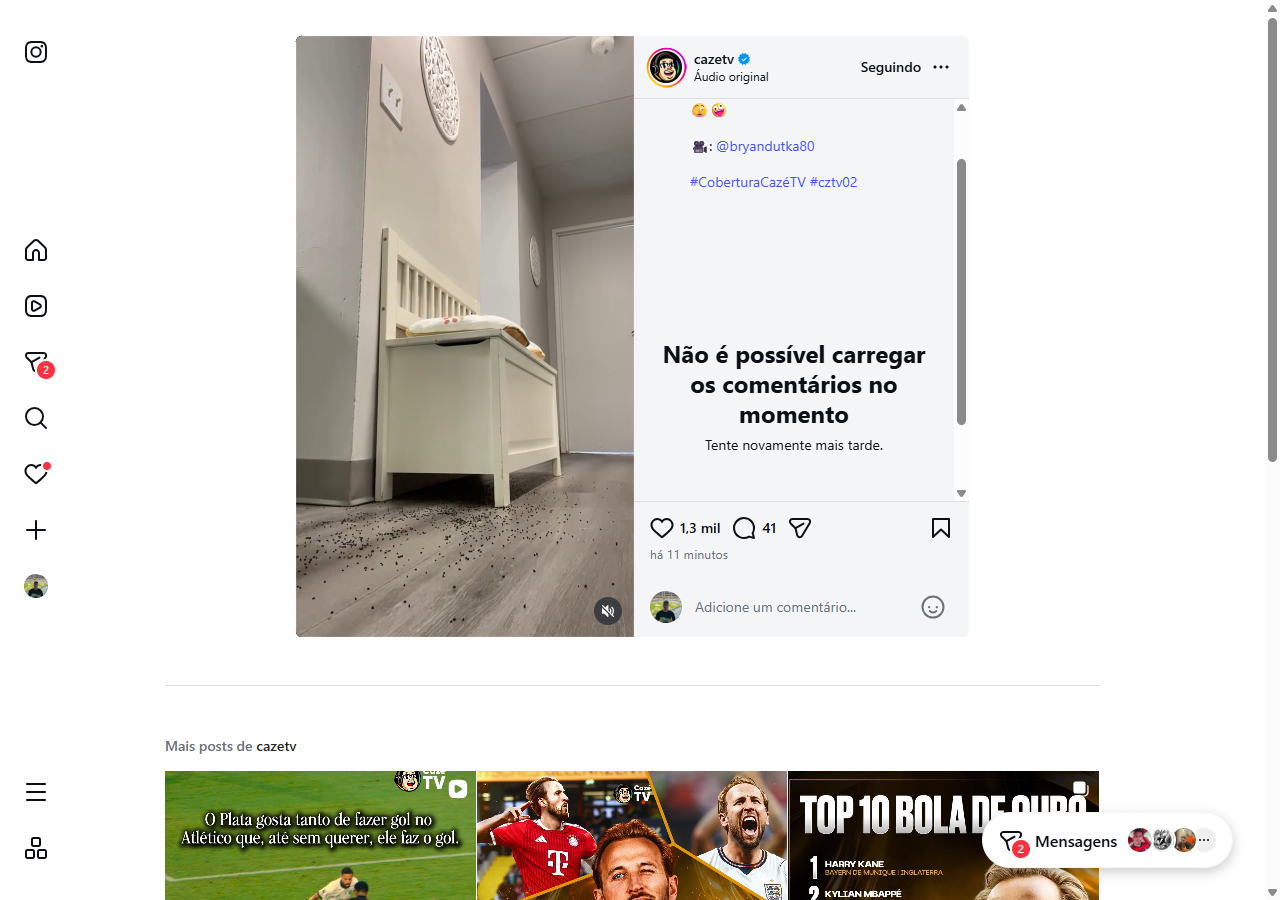 cazetv
Áudio original
Seguindo
: @bryandutka80
#CoberturaCazéTV #cztv02
Não é possível carregar
os comentários no
momento
Tente novamente mais tarde.
1,3 mil
41
há 11 minutos
Adicione um comentário...
2
Mais posts de cazetv
TV
O Plata gosta tanto de fazer gol no
Atlético que, até sem querer, ele faz o gol.
Cazé
TV
TOP 10 BOLA DE OURO
1 HARRY KANE
BAYERN DE MUNIQUE | INGLATERRA
2 KYLIAN MBAPPÉ
2
Mensagens